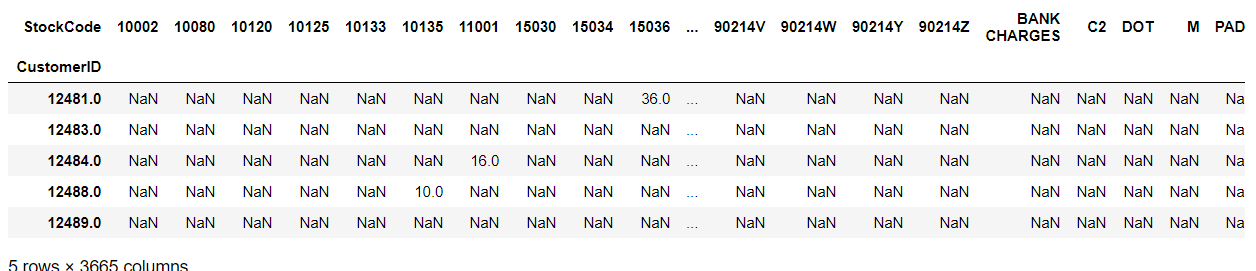 StockCode 10002 10080 10120 10125 10133 10135 11001 15030 15034 15036 ... 90214V 90214W 90214Y 90214Z BANK CHARGES C2 DOT M PAD
CustomerID
12481.0 NaN NaN NaN NaN NaN NaN NaN NaN NaN 36.0 ... NaN NaN NaN NaN NaN NaN NaN NaN Na
12483.0 NaN NaN NaN NaN NaN NaN NaN NaN NaN NaN ... NaN NaN NaN NaN NaN NaN NaN NaN Na
12484.0 NaN NaN NaN NaN NaN NaN 16.0 NaN NaN NaN ... NaN NaN NaN NaN NaN NaN NaN NaN Na
12488.0 NaN NaN NaN NaN NaN 10.0 NaN NaN NaN NaN ... NaN NaN NaN NaN NaN NaN NaN NaN Na
12489.0 NaN NaN NaN NaN NaN NaN NaN NaN NaN NaN ... NaN NaN NaN NaN NaN NaN NaN NaN Na
5 rows × 3665 columns